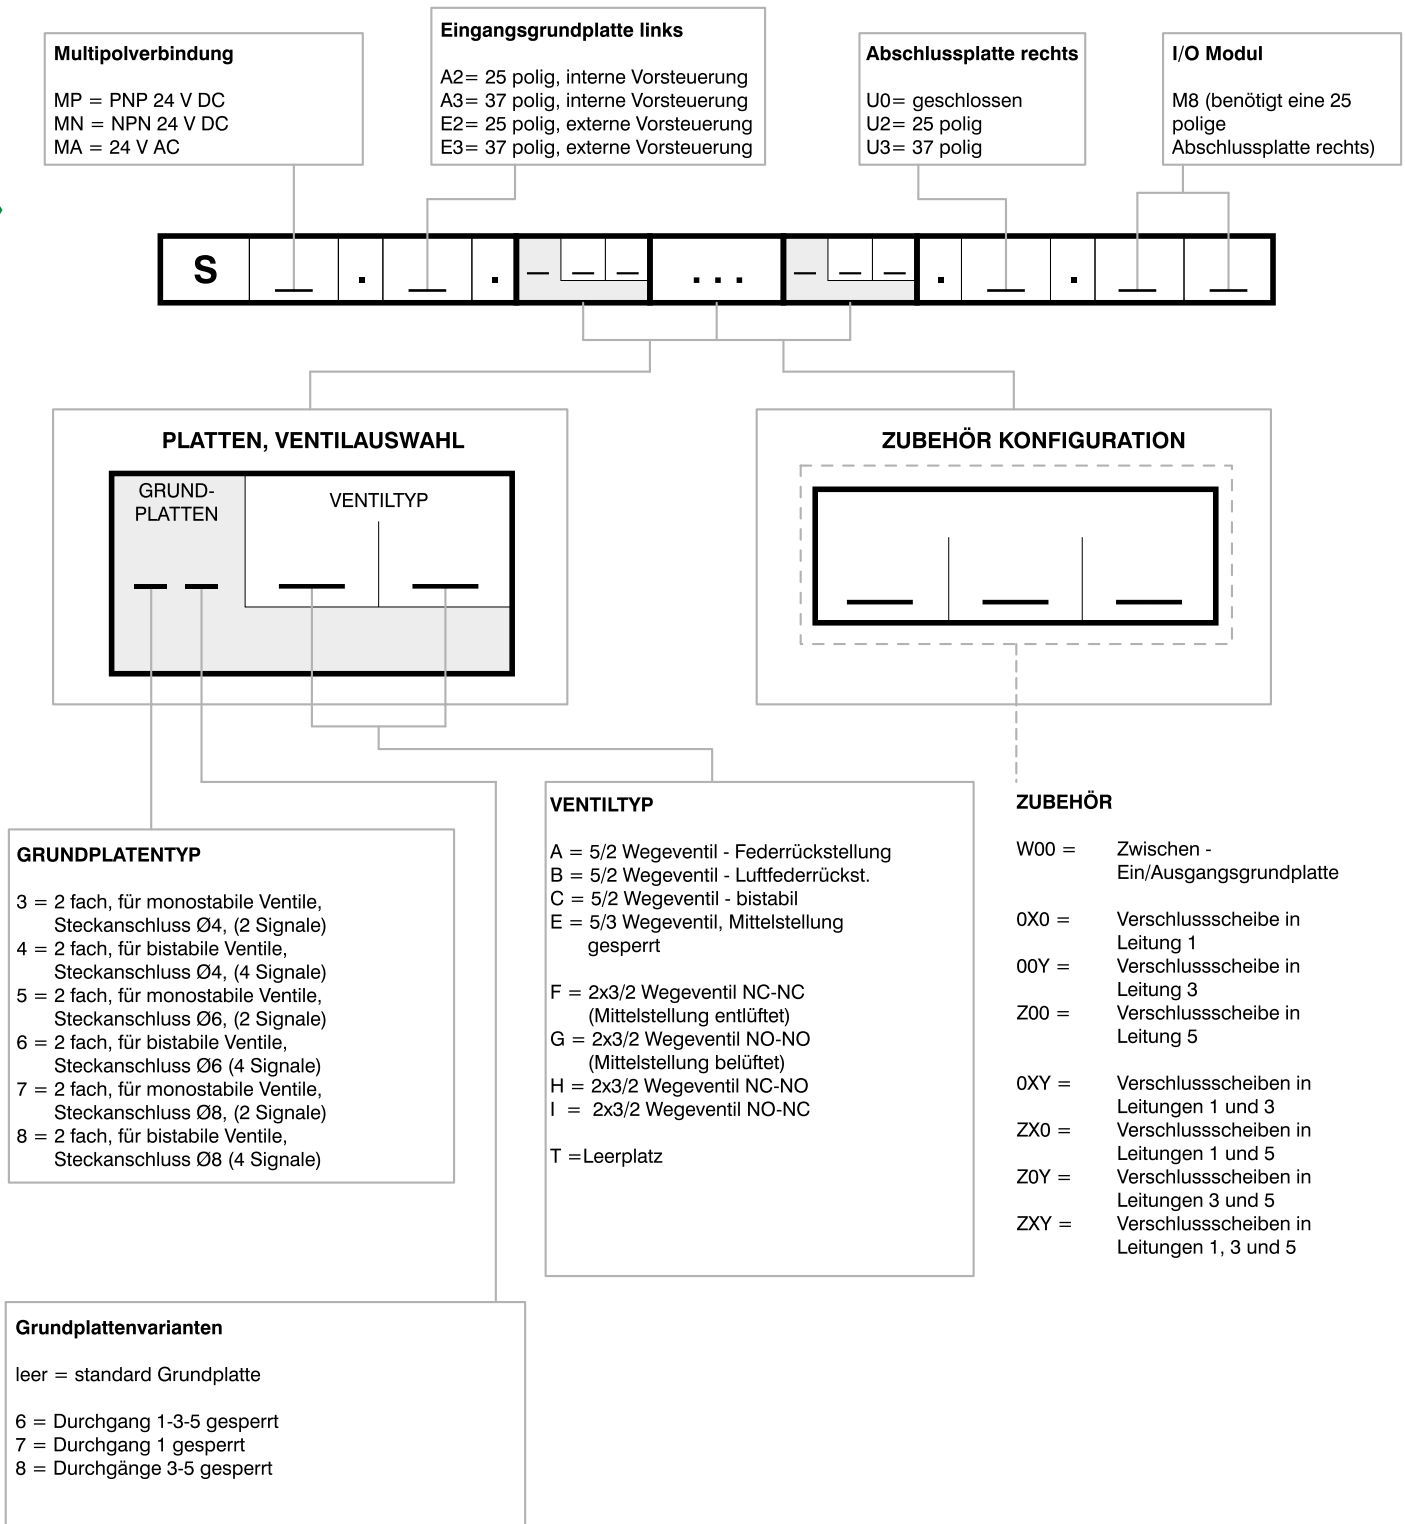 Multipolverbindung
MP = PNP 24 V DC
MN = NPN 24 V DC
MA = 24 V AC
Eingangsgrundplatte links
A2= 25 polig, interne Vorsteuerung
A3= 37 polig, interne Vorsteuerung
E2= 25 polig, externe Vorsteuerung
E3= 37 polig, externe Vorsteuerung
Abschlussplatte rechts
U0= geschlossen
U2= 25 polig
U3= 37 polig
I/O Modul
M8 (benötigt eine 25
polige
Abschlussplatte rechts)
S _ . _ . _ _ _ . . . _ _ _ . _ . _ _
PLATTEN, VENTILAUSWAHL
GRUND-
PLATTEN
VENTILTYP
ZUBEHÖR KONFIGURATION
GRUNDPLATENTYP
3 = 2 fach, für monostabile Ventile,
Steckanschluss Ø4, (2 Signale)
4 = 2 fach, für bistabile Ventile,
Steckanschluss Ø4, (4 Signale)
5 = 2 fach, für monostabile Ventile,
Steckanschluss Ø6, (2 Signale)
6 = 2 fach, für bistabile Ventile,
Steckanschluss Ø6 (4 Signale)
7 = 2 fach, für monostabile Ventile,
Steckanschluss Ø8, (2 Signale)
8 = 2 fach, für bistabile Ventile,
Steckanschluss Ø8 (4 Signale)
VENTILTYP
A = 5/2 Wegeventil - Federrückstellung
B = 5/2 Wegeventil - Luftfederrückst.
C = 5/2 Wegeventil - bistabil
E = 5/3 Wegeventil, Mittelstellung
gesperrt
F = 2x3/2 Wegeventil NC-NC
(Mittelstellung entlüftet)
G = 2x3/2 Wegeventil NO-NO
(Mittelstellung belüftet)
H = 2x3/2 Wegeventil NC-NO
I = 2x3/2 Wegeventil NO-NC
T =Leerplatz
ZUBEHÖR
W00 = Zwischen -
Ein/Ausgangsgrundplatte
0X0 = Verschlussscheibe in
Leitung 1
00Y = Verschlussscheibe in
Leitung 3
Z00 = Verschlussscheibe in
Leitung 5
0XY = Verschlussscheiben in
Leitungen 1 und 3
ZX0 = Verschlussscheiben in
Leitungen 1 und 5
Z0Y = Verschlussscheiben in
Leitungen 3 und 5
ZXY = Verschlussscheiben in
Leitungen 1, 3 und 5
Grundplattenvarianten
leer = standard Grundplatte
6 = Durchgang 1-3-5 gesperrt
7 = Durchgang 1 gesperrt
8 = Durchgänge 3-5 gesperrt